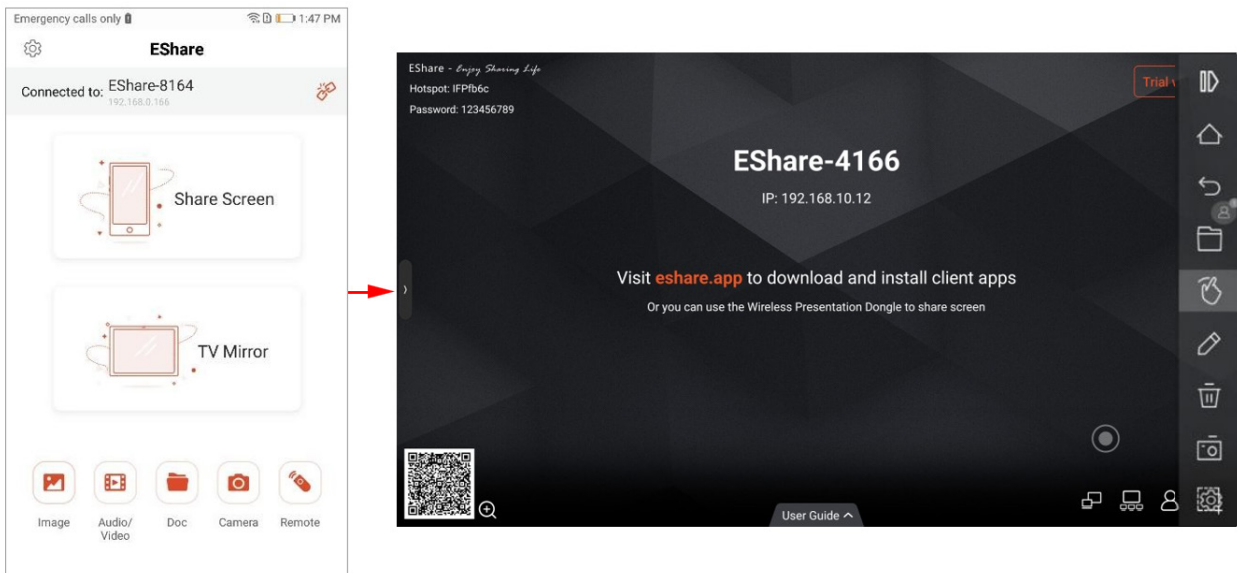 Emergency calls only
1:47 PM
EShare
Connected to: EShare-8164
192.168.0.166
Share Screen
TV Mirror
Image
Audio/
Video
Doc
Camera
Remote
EShare - Enjoy Sharing Life
Hotspot: IFPfb6c
Password: 123456789
Trial
EShare-4166
IP: 192.168.10.12
Visit eshare.app to download and install client apps
Or you can use the Wireless Presentation Dongle to share screen
User Guide